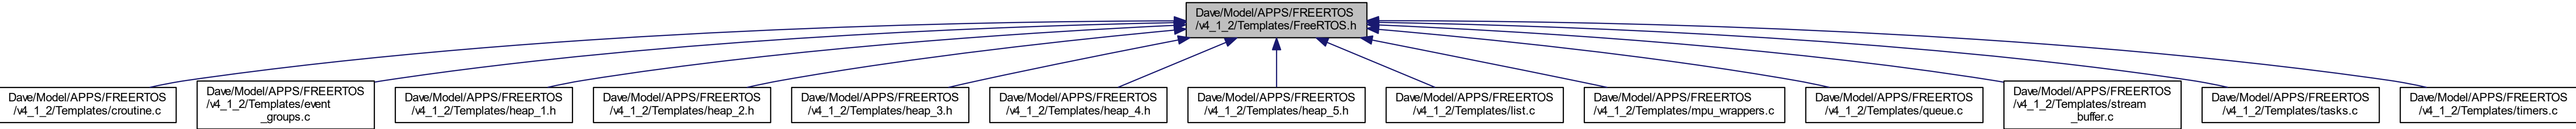 Dave/Model/APPS/FREERTOS
/v4_1_2/Templates/FreeRTOS.h
Dave/Model/APPS/FREERTOS
/v4_1_2/Templates/croutine.c
Dave/Model/APPS/FREERTOS
/v4_1_2/Templates/event
_groups.c
Dave/Model/APPS/FREERTOS
/v4_1_2/Templates/heap_1.h
Dave/Model/APPS/FREERTOS
/v4_1_2/Templates/heap_2.h
Dave/Model/APPS/FREERTOS
/v4_1_2/Templates/heap_3.h
Dave/Model/APPS/FREERTOS
/v4_1_2/Templates/heap_4.h
Dave/Model/APPS/FREERTOS
/v4_1_2/Templates/heap_5.h
Dave/Model/APPS/FREERTOS
/v4_1_2/Templates/list.c
Dave/Model/APPS/FREERTOS
/v4_1_2/Templates/mpu_wrappers.c
Dave/Model/APPS/FREERTOS
/v4_1_2/Templates/queue.c
Dave/Model/APPS/FREERTOS
/v4_1_2/Templates/stream
_buffer.c
Dave/Model/APPS/FREERTOS
/v4_1_2/Templates/tasks.c
Dave/Model/APPS/FREERTOS
/v4_1_2/Templates/timers.c